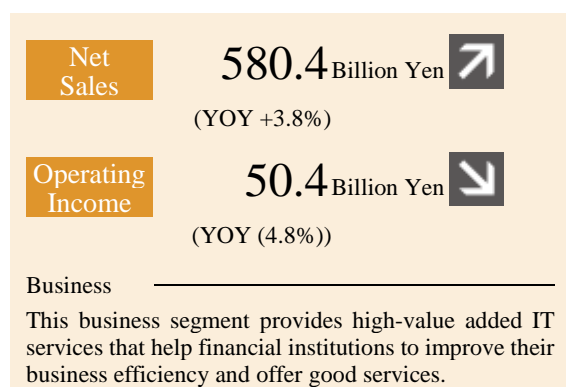 Net
Sales
580.4 Billion Yen
(YOY +3.8%)
Operating
Income
50.4 Billion Yen
(YOY (4.8%))
Business
This business segment provides high-value added IT
services that help financial institutions to improve their
business efficiency and offer good services.